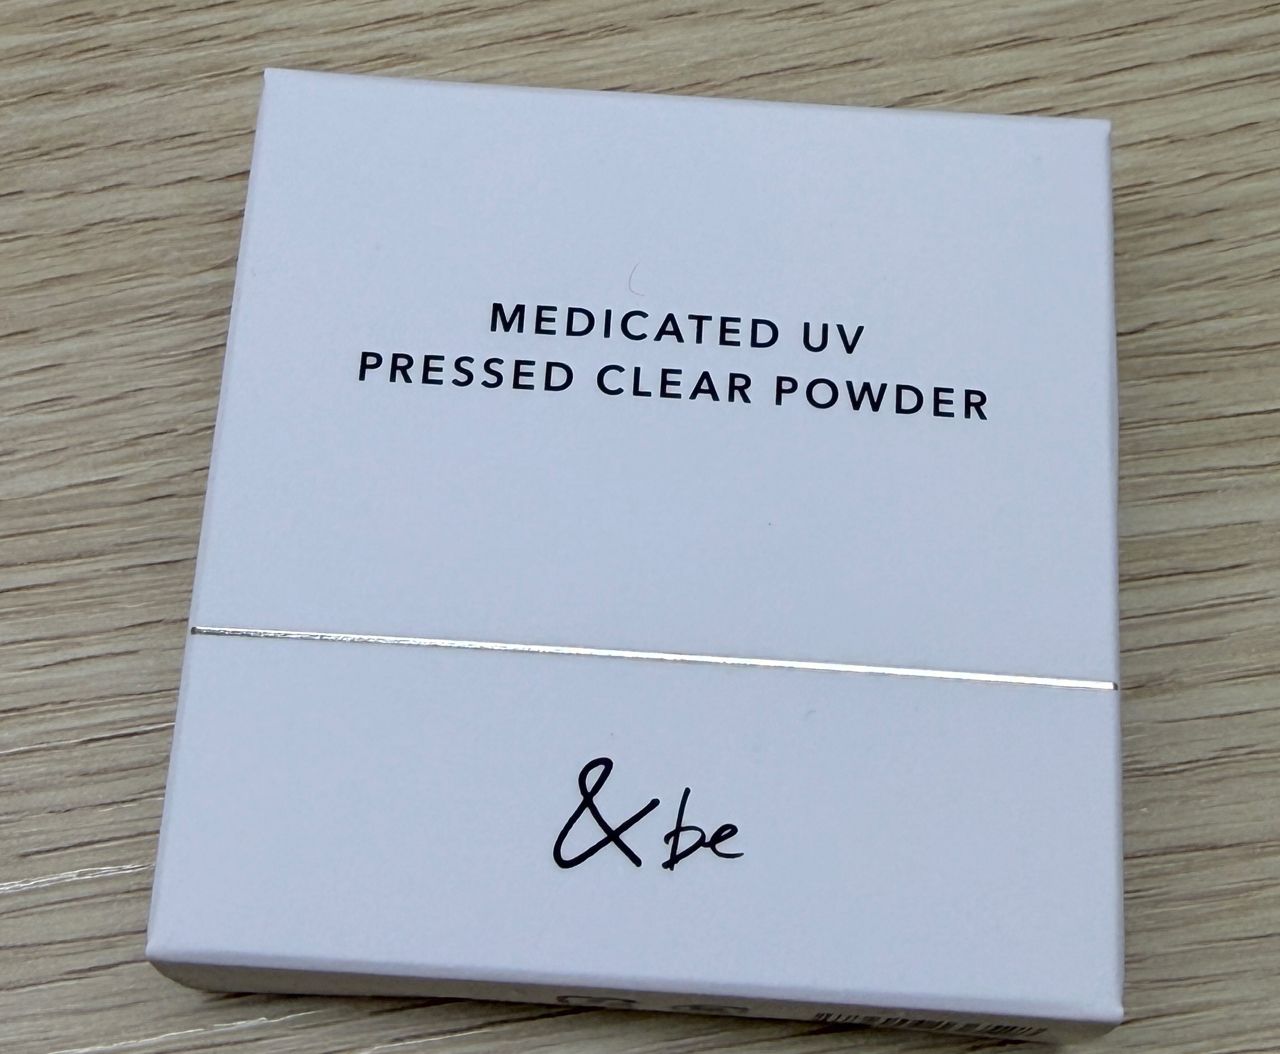 MEDICATED UV
PRESSED CLEAR POWDER
&be